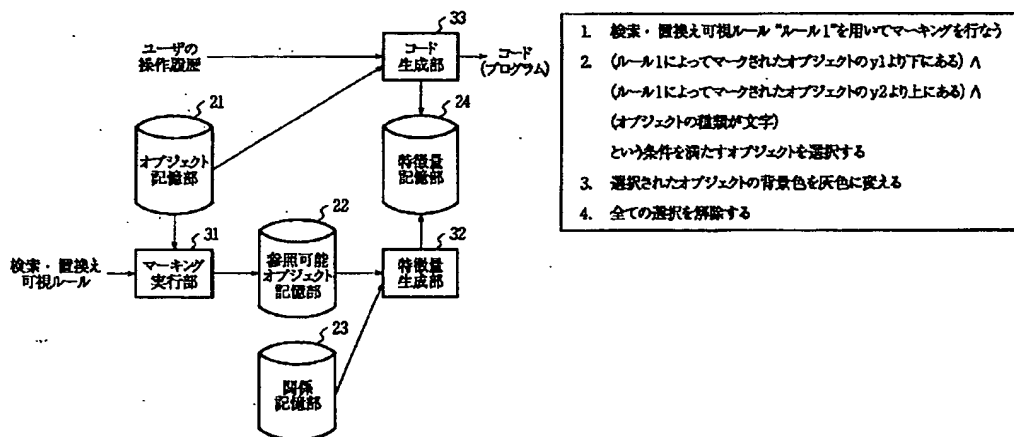 33
ユーザの
操作履歴
コード
生成部
コード
(プログラム)
21
24
オブジェクト
記憶部
特徴量
記憶部
22
31
32
検索・置換え
可視ルール
マーキング
実行部
参照可能
オブジェクト
記憶部
特徴量
生成部
23
関係
記憶部
1. 検索・置換え可視ルール "ルール1"を用いてマーキングを行なう
2. (ルール1によってマークされたオブジェクトのy1より下にある) ∧
(ルール1によってマークされたオブジェクトのy2より上にある) ∧
(オブジェクトの種類が文字)
という条件を満たすオブジェクトを選択する
3. 選択されたオブジェクトの背景色を灰色に変える
4. 全ての選択を解除する